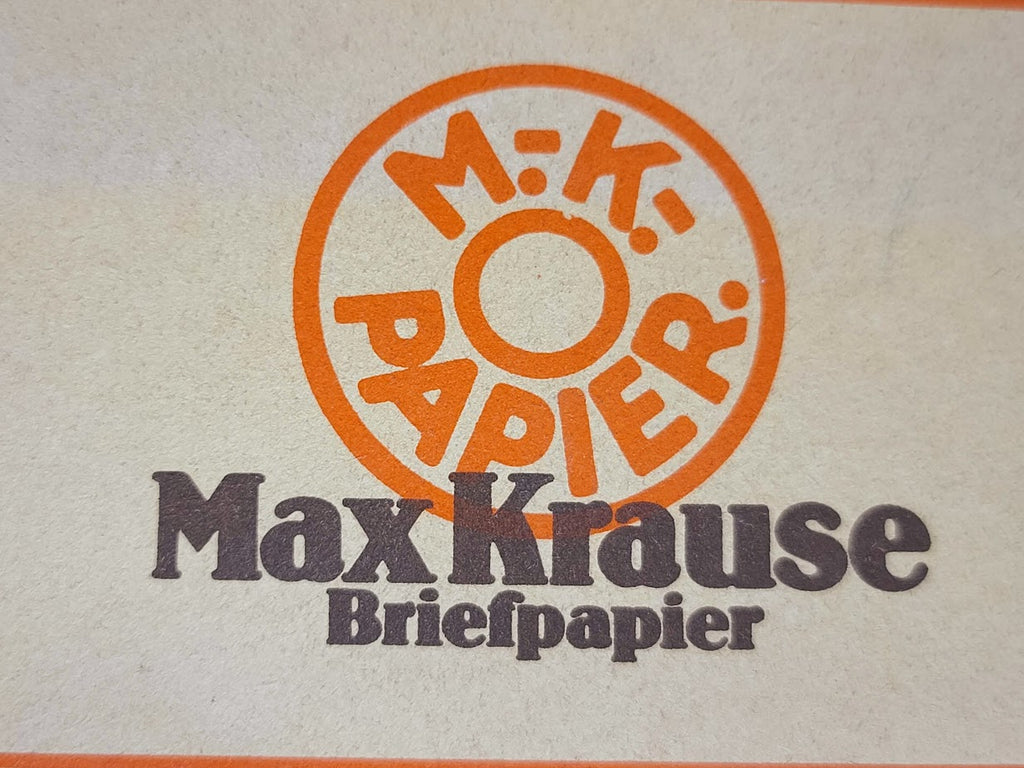 M.-K.-
PAPIER.
Max Krause
Briefpapier